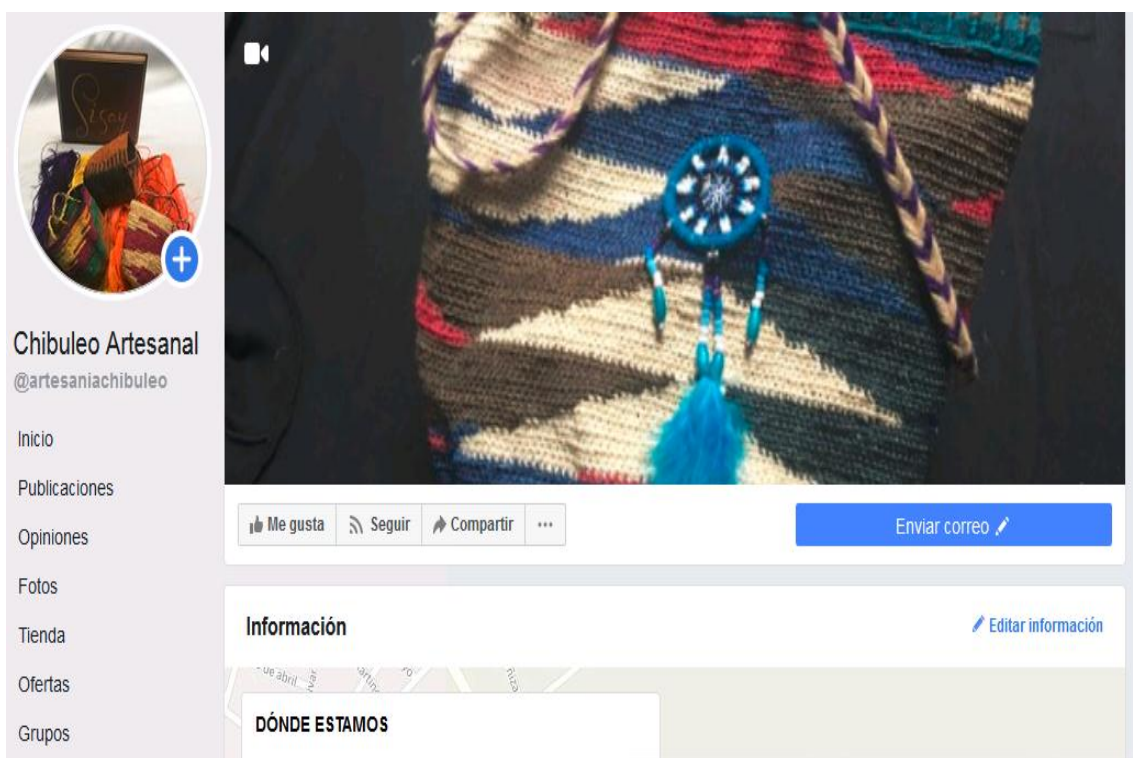 Sisay
Chibuleo Artesanal
@artesaniachibuleo
Inicio
Publicaciones
Opiniones
Fotos
Tienda
Ofertas
Grupos
Me gusta
Seguir
Compartir
Enviar correo
Información
Editar información
DÓNDE ESTAMOS